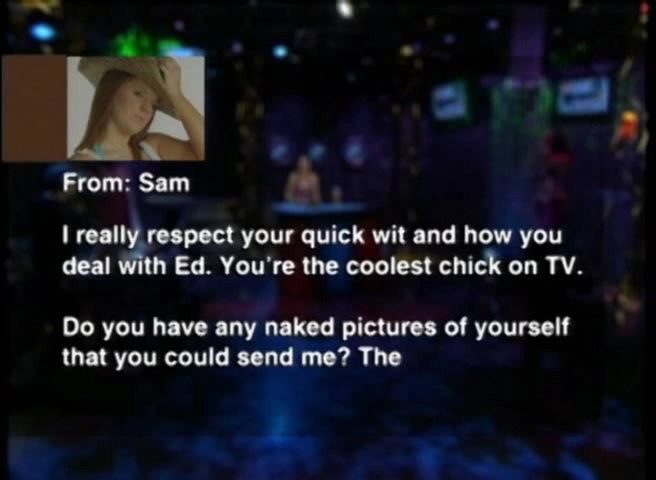 From: Sam
I really respect your quick wit and how you
deal with Ed. You're the coolest chick on TV.
Do you have any naked pictures of yourself
that you could send me? The